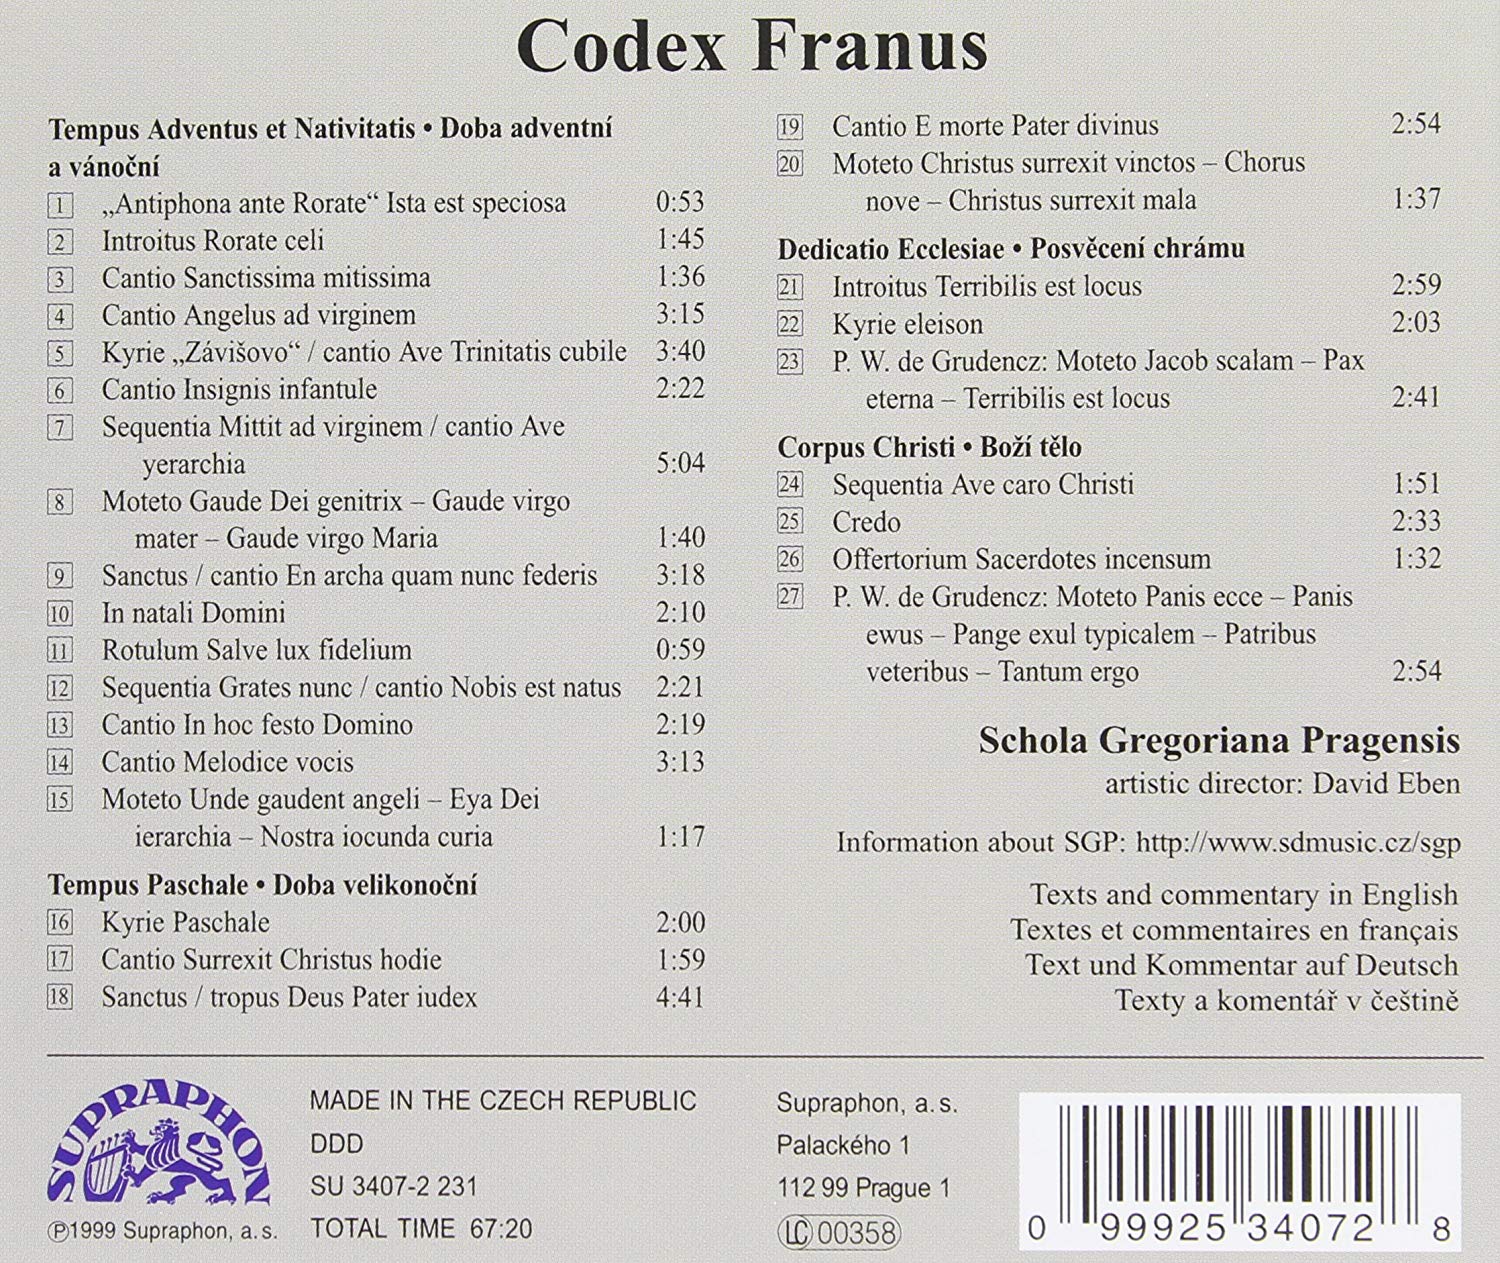 Codex Franus
Tempus Adventus et Nativitatis • Doba adventní
a vánoční
1 „Antiphona ante Rorate“ Ista est speciosa 0:53
2 Introitus Rorate celi 1:45
3 Cantio Sanctissima mitissima 1:36
4 Cantio Angelus ad virginem 3:15
5 Kyrie „Závišovo“ / cantio Ave Trinitatis cubile 3:40
6 Cantio Insignis infantule 2:22
7 Sequentia Mittit ad virginem / cantio Ave
yerarchia 5:04
8 Moteto Gaude Dei genitrix – Gaude virgo
mater – Gaude virgo Maria 1:40
9 Sanctus / cantio En archa quam nunc federis 3:18
10 In natali Domini 2:10
11 Rotulum Salve lux fidelium 0:59
12 Sequentia Grates nunc / cantio Nobis est natus 2:21
13 Cantio In hoc festo Domino 2:19
14 Cantio Melodice vocis 3:13
15 Moteto Unde gaudent angeli – Eya Dei
ierarchia – Nostra iocunda curia 1:17
Tempus Paschale • Doba velikonoční
16 Kyrie Paschale 2:00
17 Cantio Surrexit Christus hodie 1:59
18 Sanctus / tropus Deus Pater iudex 4:41
19 Cantio E morte Pater divinus 2:54
20 Moteto Christus surrexit vinctos – Chorus
nove – Christus surrexit mala 1:37
Dedicatio Ecclesiae • Posvěcení chrámu
21 Introitus Terribilis est locus 2:59
22 Kyrie eleison 2:03
23 P. W. de Grudencz: Moteto Jacob scalam – Pax
eterna – Terribilis est locus 2:41
Corpus Christi • Boží tělo
24 Sequentia Ave caro Christi 1:51
25 Credo 2:33
26 Offertorium Sacerdotes incensum 1:32
27 P. W. de Grudencz: Moteto Panis ecce – Panis
ewus – Pange exul typicalem – Patribus
veteribus – Tantum ergo 2:54
Schola Gregoriana Pragensis
artistic director: David Eben
Information about SGP: http://www.sdmusic.cz/sgp
Texts and commentary in English
Textes et commentaires en français
Text und Kommentar auf Deutsch
Texty a komentář v češtině
SUPRAPHON
℗1999 Supraphon, a.s.
MADE IN THE CZECH REPUBLIC
DDD
SU 3407-2 231
TOTAL TIME 67:20
Supraphon, a.s.
Palackého 1
112 99 Prague 1
LC 00358
0 99925 34072 8